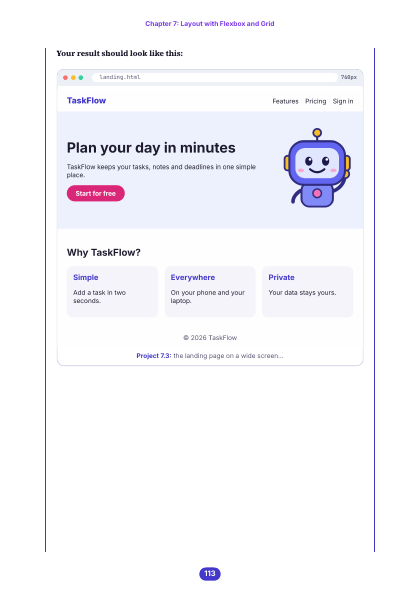 Chapter 7: Layout with Flexbox and Grid
Your result should look like this:
landing.html
760px
TaskFlow
Features Pricing Sign in
Plan your day in minutes
TaskFlow keeps your tasks, notes and deadlines in one simple
place.
Start for free
Why TaskFlow?
Simple
Add a task in two
seconds.
Everywhere
On your phone and your
laptop.
Private
Your data stays yours.
© 2026 TaskFlow
Project 7.3: the landing page on a wide screen...
113